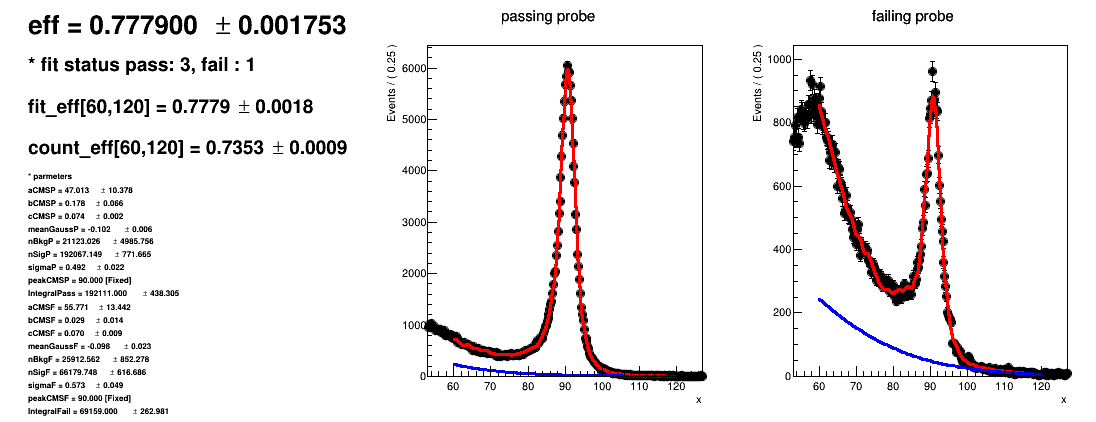 eff = 0.777900 ± 0.001753
* fit status pass: 3, fail : 1
fit_eff[60,120] = 0.7779 ± 0.0018
count_eff[60,120] = 0.7353 ± 0.0009
* parmeters
aCMSP = 47.013 ± 10.378
bCMSP = 0.178 ± 0.066
cCMSP = 0.074 ± 0.002
meanGaussP = -0.102 ± 0.006
nBkgP = 21123.026 ± 4985.756
nSigP = 192067.149 ± 771.665
sigmaP = 0.492 ± 0.022
peakCMSP = 90.000 [Fixed]
IntegralPass = 192111.000 ± 438.305
aCMSF = 55.771 ± 13.442
bCMSF = 0.029 ± 0.014
cCMSF = 0.070 ± 0.009
meanGaussF = -0.098 ± 0.023
nBkgF = 25912.562 ± 852.278
nSigF = 66179.748 ± 616.686
sigmaF = 0.573 ± 0.049
peakCMSF = 90.000 [Fixed]
IntegralFail = 69159.000 ± 262.981
passing probe
Events / ( 0.25 )
6000
5000
4000
3000
2000
1000
0
60 70 80 90 100 110 120
x
failing probe
Events / ( 0.25 )
1000
800
600
400
200
0
60 70 80 90 100 110 120
x